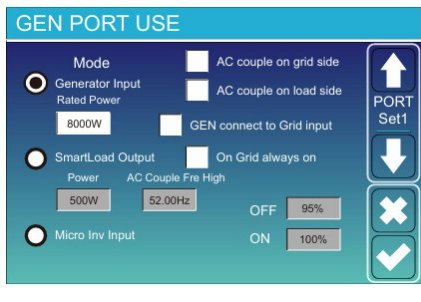 GEN PORT USE
Mode
AC couple on grid side
Generator Input
AC couple on load side
Rated Power
PORT
Set1
8000W
GEN connect to Grid input
SmartLoad Output
On Grid always on
Power
AC Couple Fre High
500W
52.00Hz
OFF
95%
Micro Inv Input
ON
100%